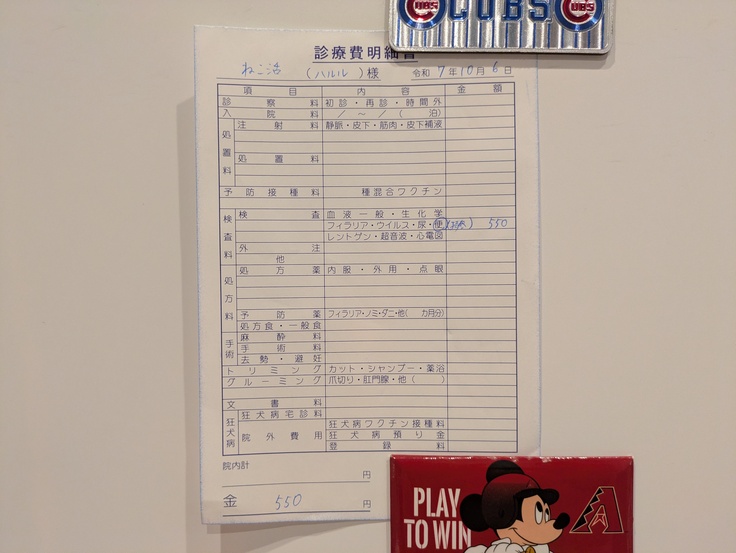 CUBS
CUBS
CUBS
診療費明細書
ねこ活 (ハルル) 様 令和 7年10月6日
項目 内容 金額
診察料 初診・再診・時間外
入院料 / ～ / ( 泊)
処置料 注射料 静脈・皮下・筋肉・皮下補液
処置料
予防接種料 種混合ワクチン
検査料 検査 血液一般・生化学
フィラリア・ウイルス・尿・便 550
レントゲン・超音波・心電図
外注
他
処方料 処方薬 内服・外用・点眼
予防薬 フィラリア・ノミ・ダニ・他( カ月分)
処方食・一般食
手術 麻酔料
手術料
去勢・避妊
トリミング カット・シャンプー・薬浴
グルーミング 爪切り・肛門腺・他( )
文書料
狂犬病 狂犬病宅診料
院外費用 狂犬病ワクチン接種料
狂犬病預り金
登録料
院内計 円
金 550 円
PLAY
TO WIN
A